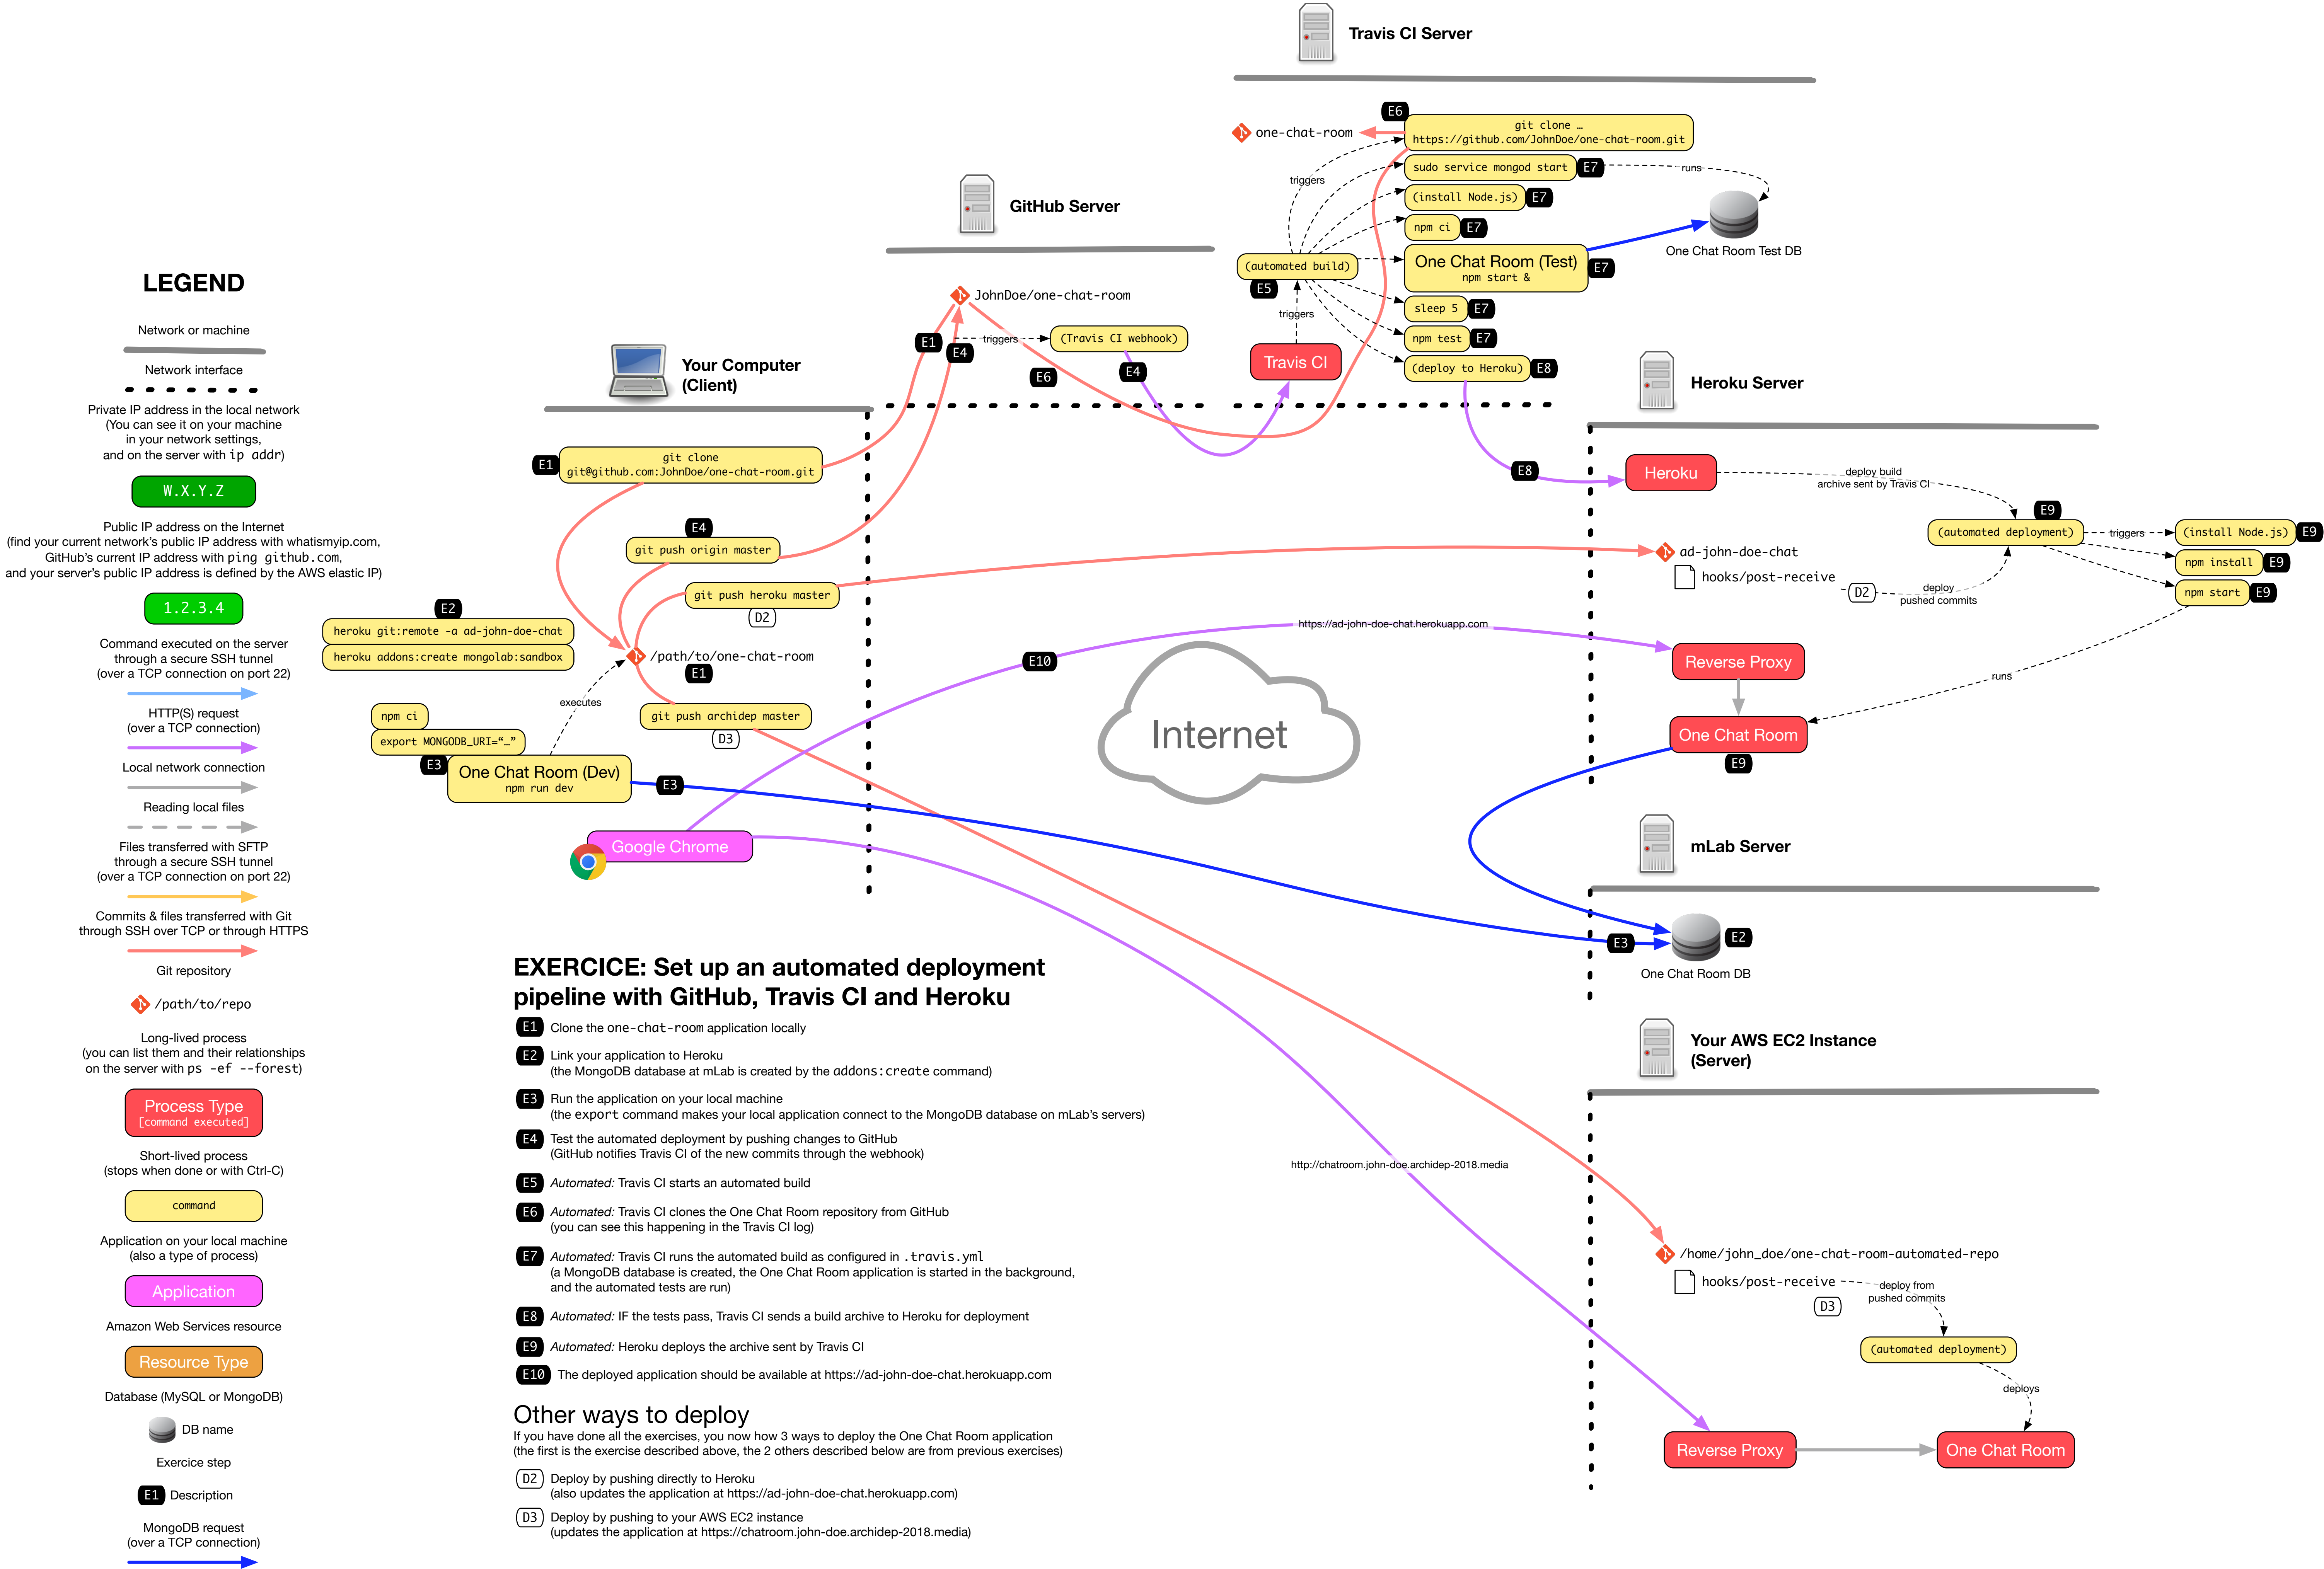 Travis CI Server
E6
one-chat-room
git clone …
https://github.com/JohnDoe/one-chat-room.git
triggers
sudo service mongod start
E7
runs
(install Node.js)
E7
npm ci
E7
One Chat Room Test DB
(automated build)
E5
One Chat Room (Test)
npm start &
E7
triggers
sleep 5
E7
npm test
E7
Travis CI
(deploy to Heroku)
E8
GitHub Server
JohnDoe/one-chat-room
E1
E4
triggers
(Travis CI webhook)
E6
E4
LEGEND
Network or machine
Network interface
Private IP address in the local network
(You can see it on your machine
in your network settings,
and on the server with ip addr)
W.X.Y.Z
Public IP address on the Internet
(find your current network’s public IP address with whatismyip.com,
GitHub’s current IP address with ping github.com,
and your server’s public IP address is defined by the AWS elastic IP)
1.2.3.4
Command executed on the server
through a secure SSH tunnel
(over a TCP connection on port 22)
HTTP(S) request
(over a TCP connection)
Local network connection
Reading local files
Files transferred with SFTP
through a secure SSH tunnel
(over a TCP connection on port 22)
Commits & files transferred with Git
through SSH over TCP or through HTTPS
Git repository
/path/to/repo
Long-lived process
(you can list them and their relationships
on the server with ps -ef --forest)
Process Type
[command executed]
Short-lived process
(stops when done or with Ctrl-C)
command
Application on your local machine
(also a type of process)
Application
Amazon Web Services resource
Resource Type
Database (MySQL or MongoDB)
DB name
Exercice step
E1 Description
MongoDB request
(over a TCP connection)
Your Computer
(Client)
E1
git clone
git@github.com:JohnDoe/one-chat-room.git
E4
git push origin master
git push heroku master
D2
E2
heroku git:remote -a ad-john-doe-chat
heroku addons:create mongolab:sandbox
/path/to/one-chat-room
E1
executes
npm ci
export MONGODB_URI=“…”
git push archidep master
D3
E3
One Chat Room (Dev)
npm run dev
E3
Google Chrome
E10
https://ad-john-doe-chat.herokuapp.com
Internet
http://chatroom.john-doe.archidep-2018.media
Heroku Server
E8
Heroku
deploy build
archive sent by Travis CI
E9
(automated deployment)
triggers
(install Node.js)
E9
npm install
E9
npm start
E9
ad-john-doe-chat
hooks/post-receive
D2
deploy
pushed commits
Reverse Proxy
runs
One Chat Room
E9
mLab Server
E3
E2
One Chat Room DB
Your AWS EC2 Instance
(Server)
/home/john_doe/one-chat-room-automated-repo
hooks/post-receive
deploy from
pushed commits
D3
(automated deployment)
deploys
Reverse Proxy
One Chat Room
EXERCICE: Set up an automated deployment
pipeline with GitHub, Travis CI and Heroku
E1 Clone the one-chat-room application locally
E2 Link your application to Heroku
(the MongoDB database at mLab is created by the addons:create command)
E3 Run the application on your local machine
(the export command makes your local application connect to the MongoDB database on mLab’s servers)
E4 Test the automated deployment by pushing changes to GitHub
(GitHub notifies Travis CI of the new commits through the webhook)
E5 Automated: Travis CI starts an automated build
E6 Automated: Travis CI clones the One Chat Room repository from GitHub
(you can see this happening in the Travis CI log)
E7 Automated: Travis CI runs the automated build as configured in .travis.yml
(a MongoDB database is created, the One Chat Room application is started in the background,
and the automated tests are run)
E8 Automated: IF the tests pass, Travis CI sends a build archive to Heroku for deployment
E9 Automated: Heroku deploys the archive sent by Travis CI
E10 The deployed application should be available at https://ad-john-doe-chat.herokuapp.com
Other ways to deploy
If you have done all the exercises, you now how 3 ways to deploy the One Chat Room application
(the first is the exercise described above, the 2 others described below are from previous exercises)
D2 Deploy by pushing directly to Heroku
(also updates the application at https://ad-john-doe-chat.herokuapp.com)
D3 Deploy by pushing to your AWS EC2 instance
(updates the application at https://chatroom.john-doe.archidep-2018.media)